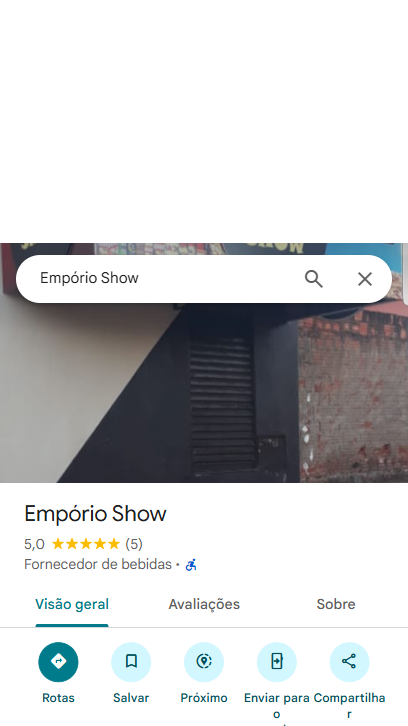 SHOW
Empório Show
Empório Show
5,0 (5)
Fornecedor de bebidas ·
Visão geral Avaliações Sobre
Rotas Salvar Próximo Enviar para o Compartilhar